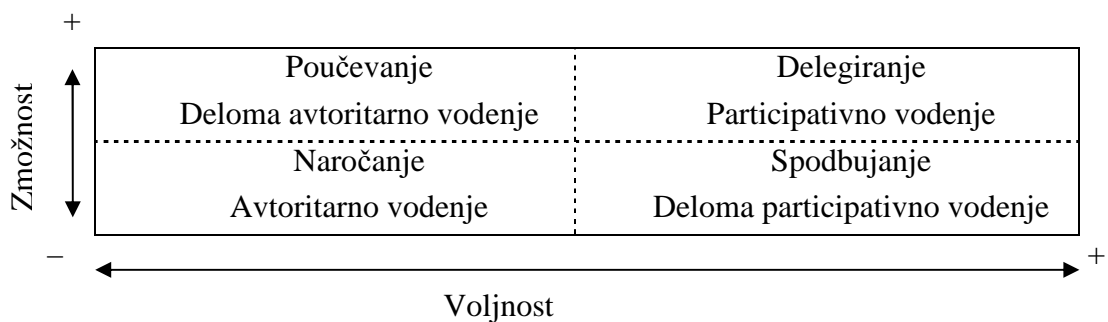 +
Zmožnost
Poučevanje
Deloma avtoritarno vodenje
Delegiranje
Participativno vodenje
Naročanje
Avtoritarno vodenje
Spodbujanje
Deloma participativno vodenje
–
+
Voljnost